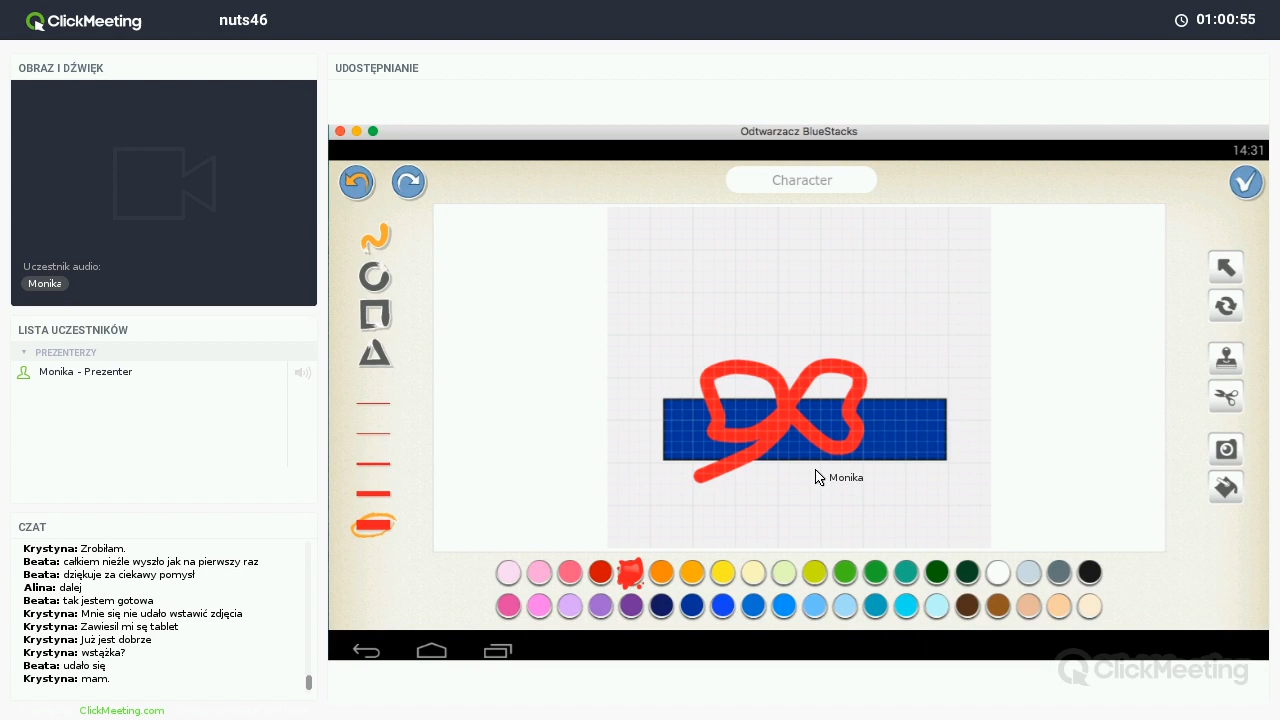 ClickMeeting
nuts46
01:00:55
OBRAZ I DŹWIĘK
Uczestnik audio:
Monika
LISTA UCZESTNIKÓW
PREZENTERZY
Monika - Prezenter
CZAT
Krystyna: Zrobiłam.
Beata: całkiem nieźle wyszło jak na pierwszy raz
Beata: dziękuje za ciekawy pomysł
Alina: dalej
Beata: tak jestem gotowa
Krystyna: Mnie się nie udało wstawić zdjęcia
Krystyna: Zawiesil mi sę tablet
Krystyna: Już jest dobrze
Krystyna: wstążka?
Beata: udało się
Krystyna: mam.
ClickMeeting.com
UDOSTĘPNIANIE
Odtwarzacz BlueStacks
14:31
Character
Monika
ClickMeeting